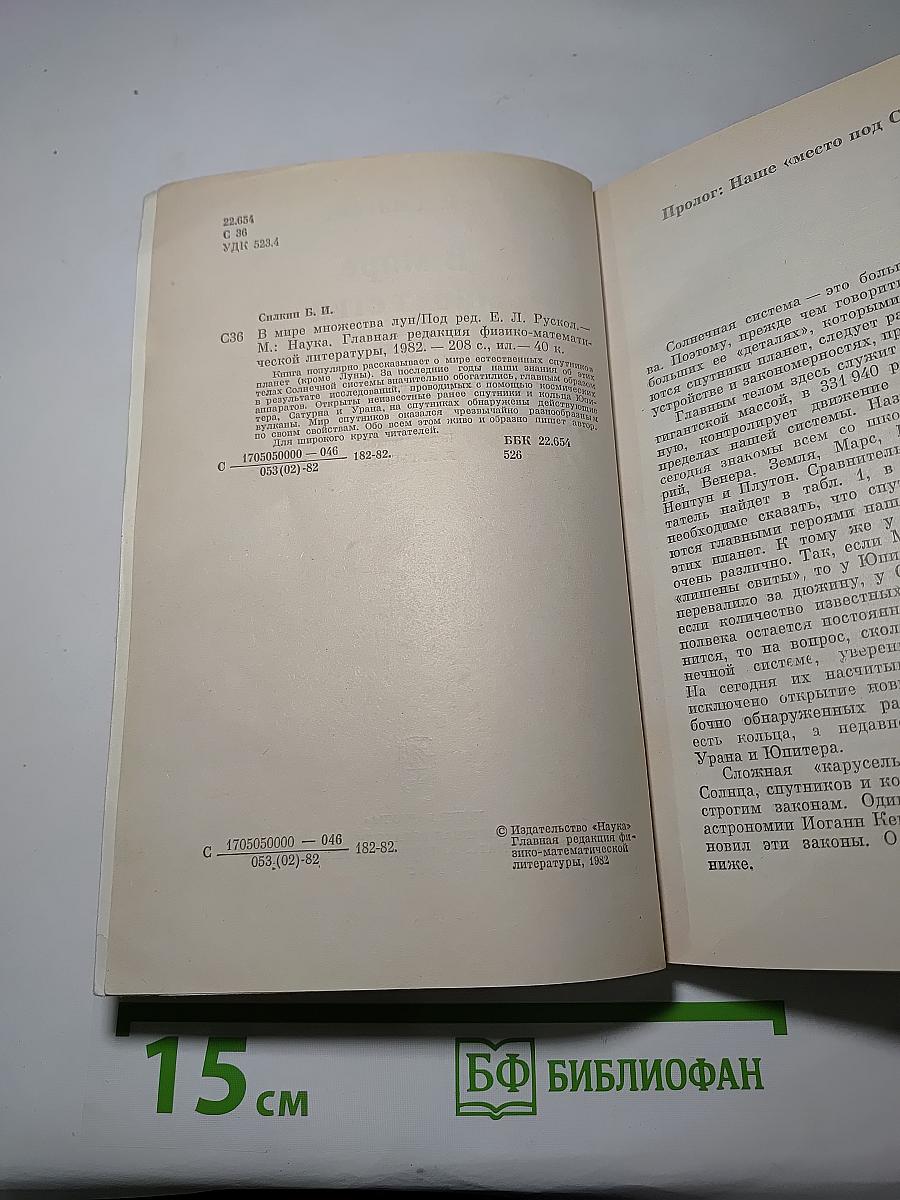 22.654
С 36
УДК 523.4
Силкин Б. И.
С36 В мире множества лун/Под ред. Е. Л. Рускол.—
М.: Наука. Главная редакция физико-математи-
ческой литературы, 1982. — 208 с., ил.— 40 к.
Книга популярно рассказывает о мире естественных спутников
планет (кроме Луны). За последние годы наши знания об этих
телах Солнечной системы значительно обогатились, главным образом
в результате исследований, проводимых с помощью космических
аппаратов. Открыты неизвестные ранее спутники и кольца Юпи-
тера, Сатурна и Урана, на спутниках обнаружены действующие
вулканы. Мир спутников оказался чрезвычайно разнообразным
по своим свойствам. Обо всем этом живо и образно пишет автор.
Для широкого круга читателей.
С 1705050000 — 046 182-82.
053(02)-82
ББК 22.654
526
С 1705050000 — 046 182-82.
053(02)-82
© Издательство «Наука»
Главная редакция фи-
зико-математической
литературы, 1982
Пролог: Наше «место под С
Солнечная система — это боль
ва. Поэтому, прежде чем говорит
больших ее «деталях», которыми
ются спутники планет, следует ра
устройстве и закономерностях, пр
Главным телом здесь служит
гигантской массой, в 331 940 р
ную, контролирует движение
пределах нашей системы. Наз
сегодня знакомы всем со шко
рий, Венера, Земля, Марс,
Нептун и Плутон. Сравнител
татель найдет в табл. 1, в
необходимо сказать, что спу
ются главными героями наш
этих планет. К тому же у
очень различно. Так, если М
«лишены свиты», то у Юпи
перевалило за дюжину, у С
если количество известных
полвека остается постоянн
нится, то на вопрос, скол
нечной системе, уверен
На сегодня их насчитыв
исключено открытие нов
бочно обнаруженных ра
есть кольца, а недавн
Урана и Юпитера.
Сложная «карусель
Солнца, спутников и ко
строгим законам. Оди
астрономии Иоганн Ке
новил эти законы. О
ниже.
15 см
БФ БИБЛИОФАН